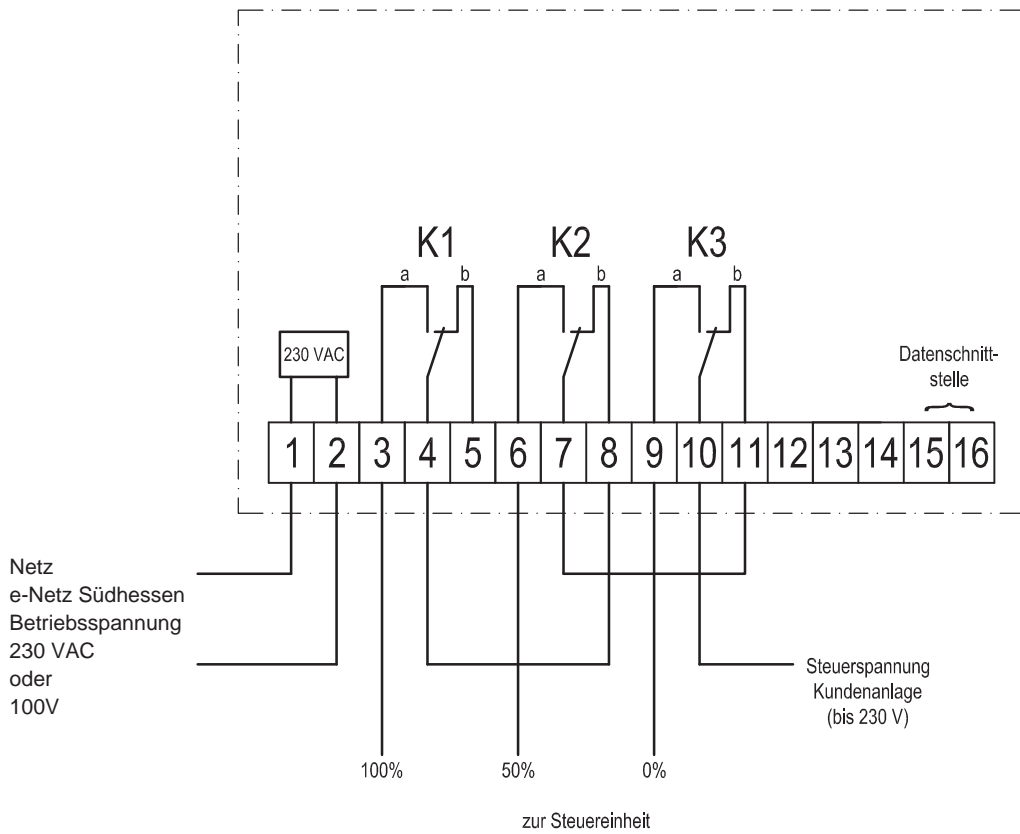 K1
K2
K3
a
b
a
b
a
b
230 VAC
Datenschnitt-
stelle
1 2 3 4 5 6 7 8 9 10 11 12 13 14 15 16
Netz
e-Netz Südhessen
Betriebsspannung
230 VAC
oder
100V
Steuerspannung
Kundenanlage
(bis 230 V)
100%
50%
0%
zur Steuereinheit